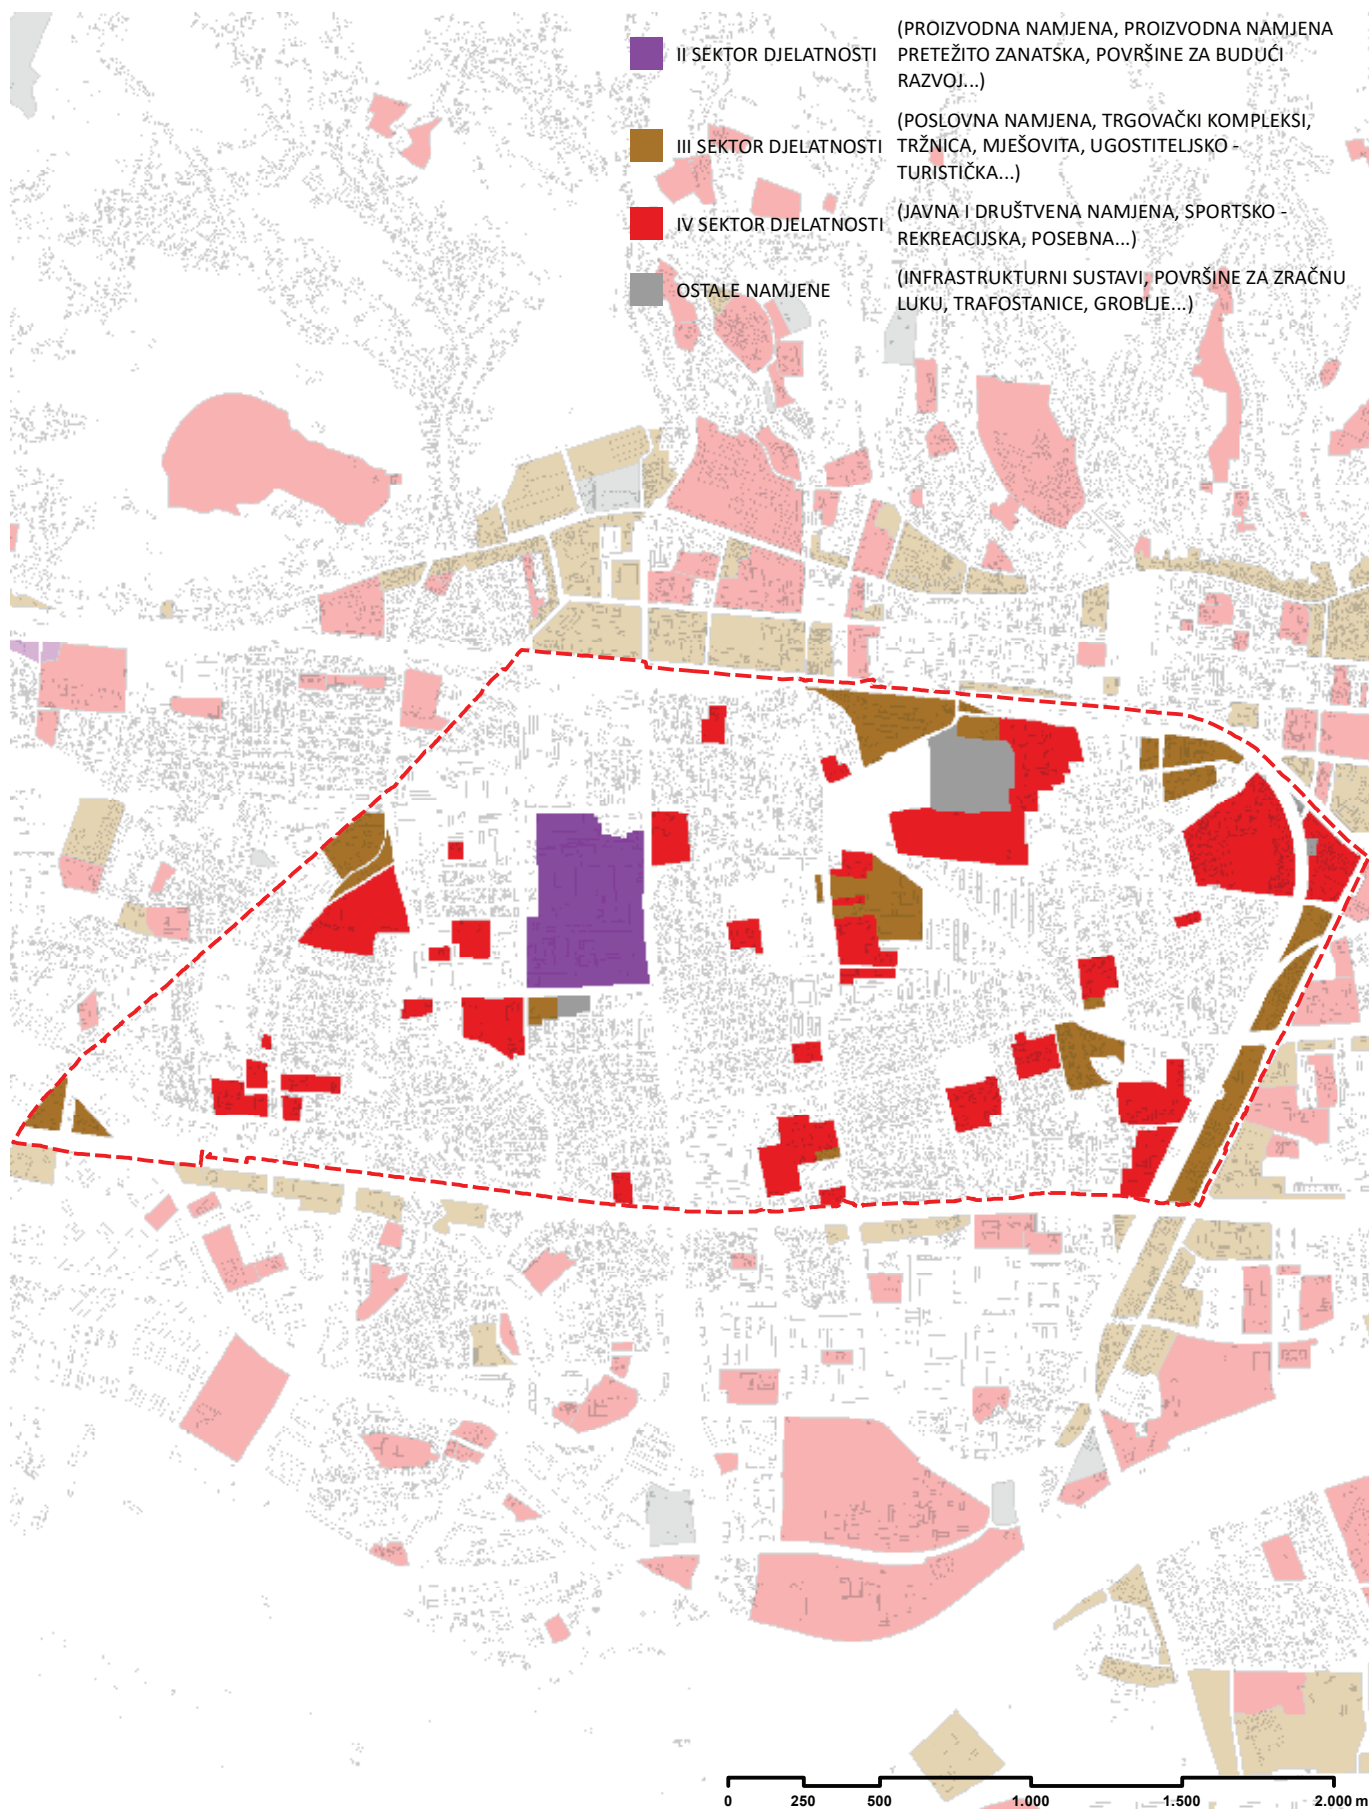 II SEKTOR DJELATNOSTI
(PROIZVODNA NAMJENA, PROIZVODNA NAMJENA
PRETEŽITO ZANATSKA, POVRŠINE ZA BUDUĆI
RAZVOJ...)
III SEKTOR DJELATNOSTI
(POSLOVNA NAMJENA, TRGOVAČKI KOMPLEKSI,
TRŽNICA, MJEŠOVITA, UGOSTITELJSKO -
TURISTIČKA...)
IV SEKTOR DJELATNOSTI
(JAVNA I DRUŠTVENA NAMJENA, SPORTSKO -
REKREACIJSKA, POSEBNA...)
OSTALE NAMJENE
(INFRASTRUKTURNI SUSTAVI, POVRŠINE ZA ZRAČNU
LUKU, TRAFOSTANICE, GROBLJE...)
0 250 500 1.000 1.500 2.000 m